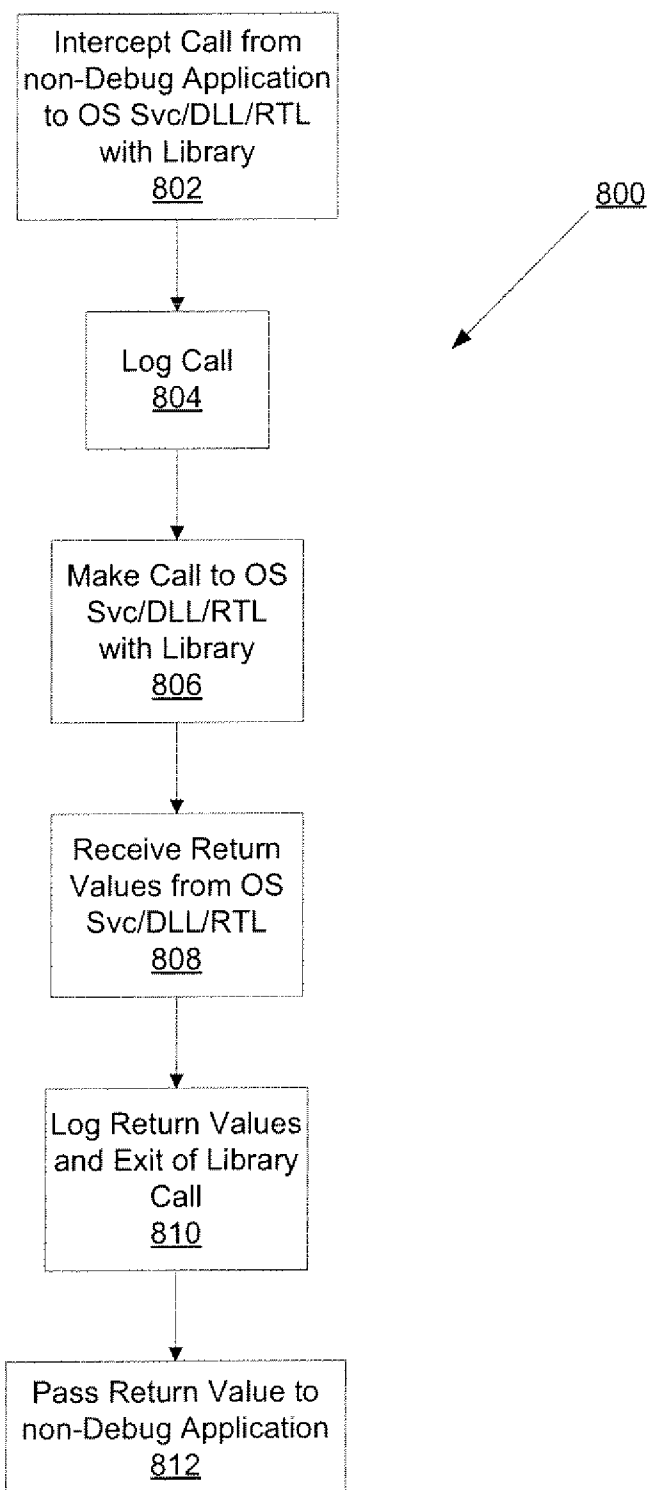 Intercept Call from
non-Debug Application
to OS Svc/DLL/RTL
with Library
802
800
Log Call
804
Make Call to OS
Svc/DLL/RTL
with Library
806
Receive Return
Values from OS
Svc/DLL/RTL
808
Log Return Values
and Exit of Library
Call
810
Pass Return Value to
non-Debug Application
812